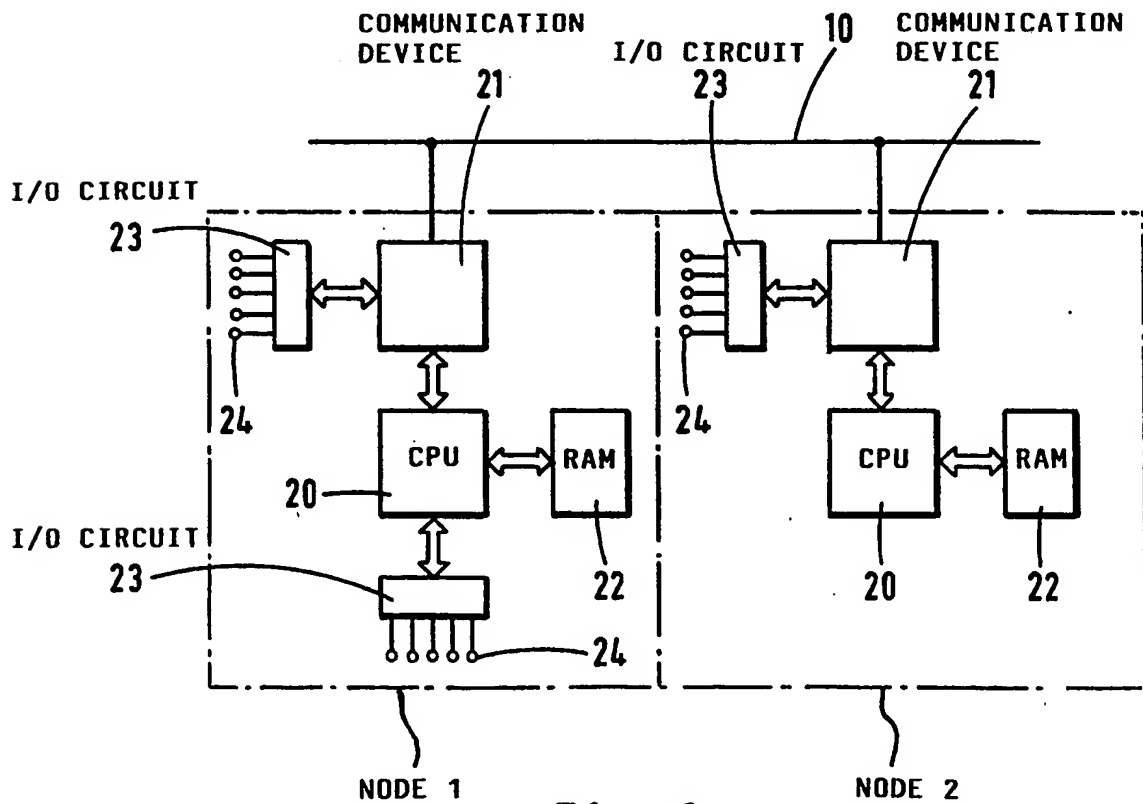 COMMUNICATION DEVICE
21
I/O CIRCUIT
23
10
COMMUNICATION DEVICE
21
I/O CIRCUIT
23
24
24
CPU
RAM
CPU
RAM
20
I/O CIRCUIT
23
22
20
22
24
NODE 1
NODE 2